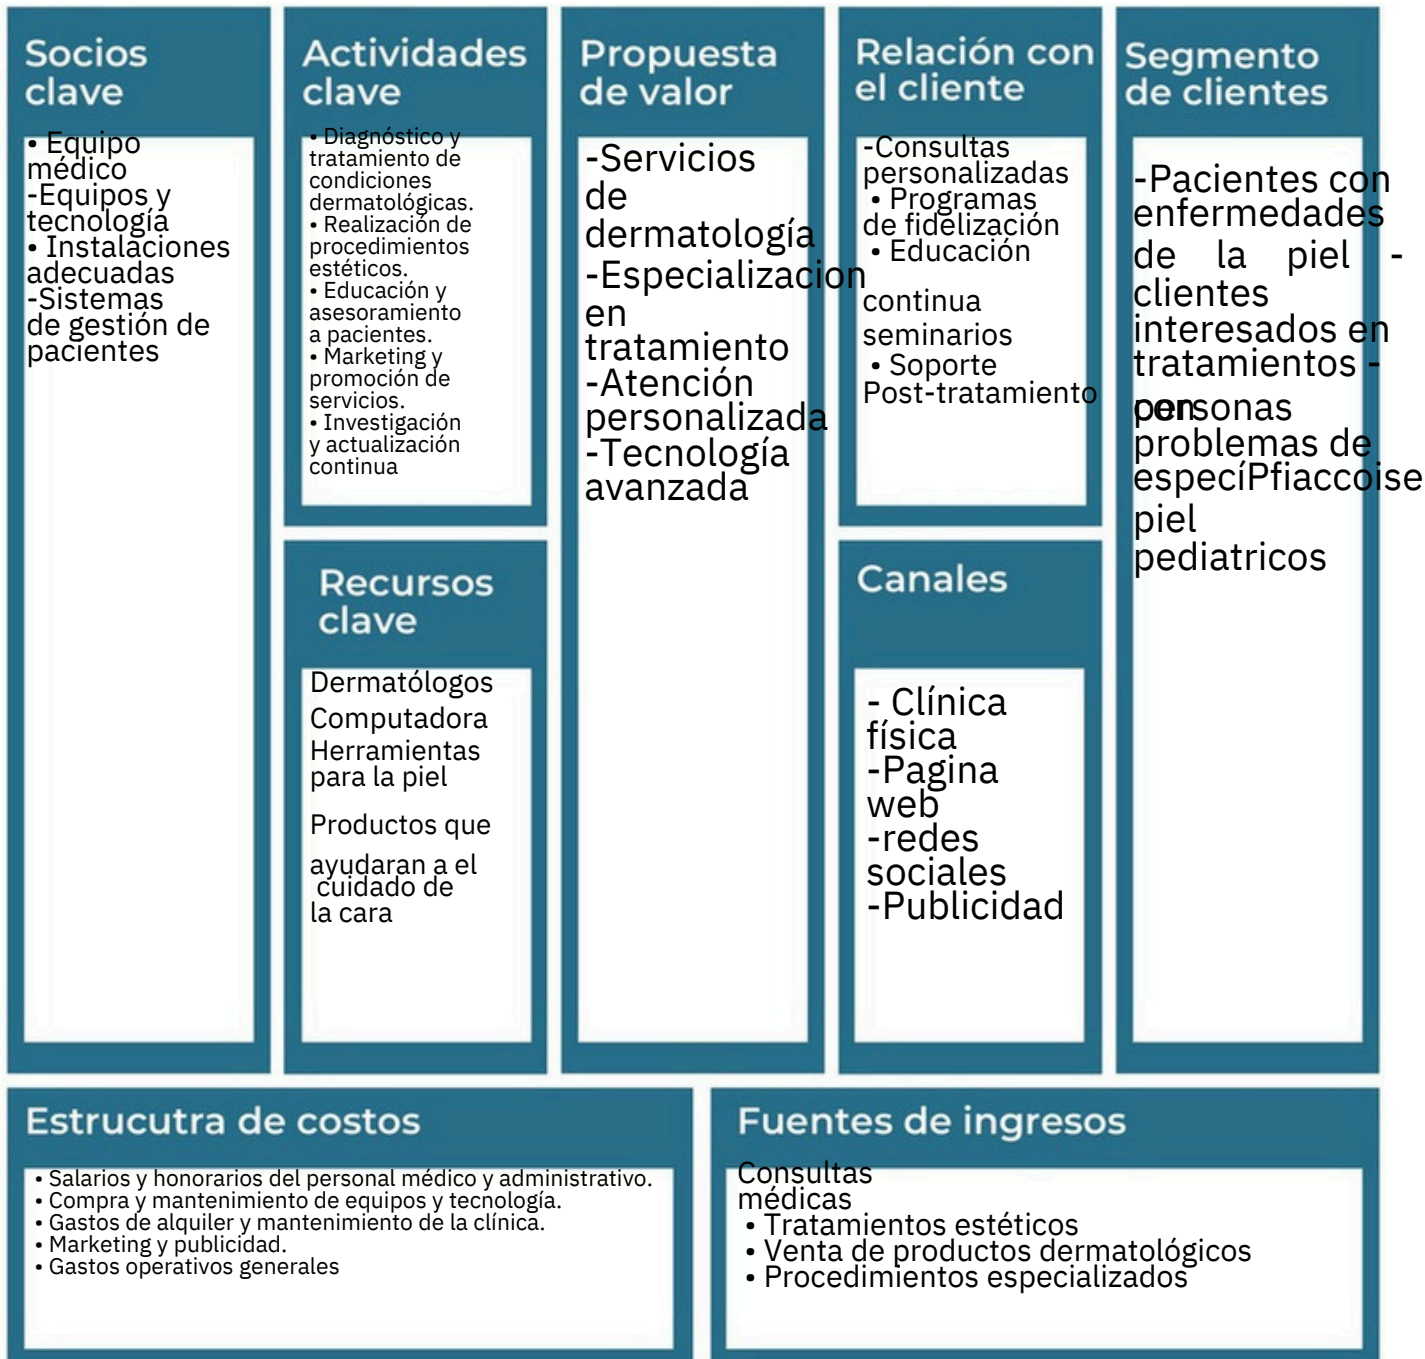 Socios
clave
• Equipo
médico
-Equipos y
tecnología
• Instalaciones
adecuadas
-Sistemas
de gestión de
pacientes
Actividades
clave
• Diagnóstico y
tratamiento de
condiciones
dermatológicas.
• Realización de
procedimientos
estéticos.
• Educación y
asesoramiento
a pacientes.
• Marketing y
promoción de
servicios.
• Investigación
y actualización
continua
Recursos
clave
Dermatólogos
Computadora
Herramientas
para la piel
Productos que
ayudaran a el
cuidado de
la cara
Propuesta
de valor
-Servicios
de
dermatología
-Especializacion
en
tratamiento
-Atención
personalizada
-Tecnología
avanzada
Relación con
el cliente
-Consultas
personalizadas
• Programas
de fidelización
• Educación
continua
seminarios
• Soporte
Post-tratamiento
Canales
- Clínica
física
-Pagina
web
-redes
sociales
-Publicidad
Segmento
de clientes
-Pacientes con
enfermedades
de la piel -
clientes
interesados en
tratamientos -
personas
problemas de
piel
pediatricos
Estrucutra de costos
• Salarios y honorarios del personal médico y administrativo.
• Compra y mantenimiento de equipos y tecnología.
• Gastos de alquiler y mantenimiento de la clínica.
• Marketing y publicidad.
• Gastos operativos generales
Fuentes de ingresos
Consultas
médicas
• Tratamientos estéticos
• Venta de productos dermatológicos
• Procedimientos especializados